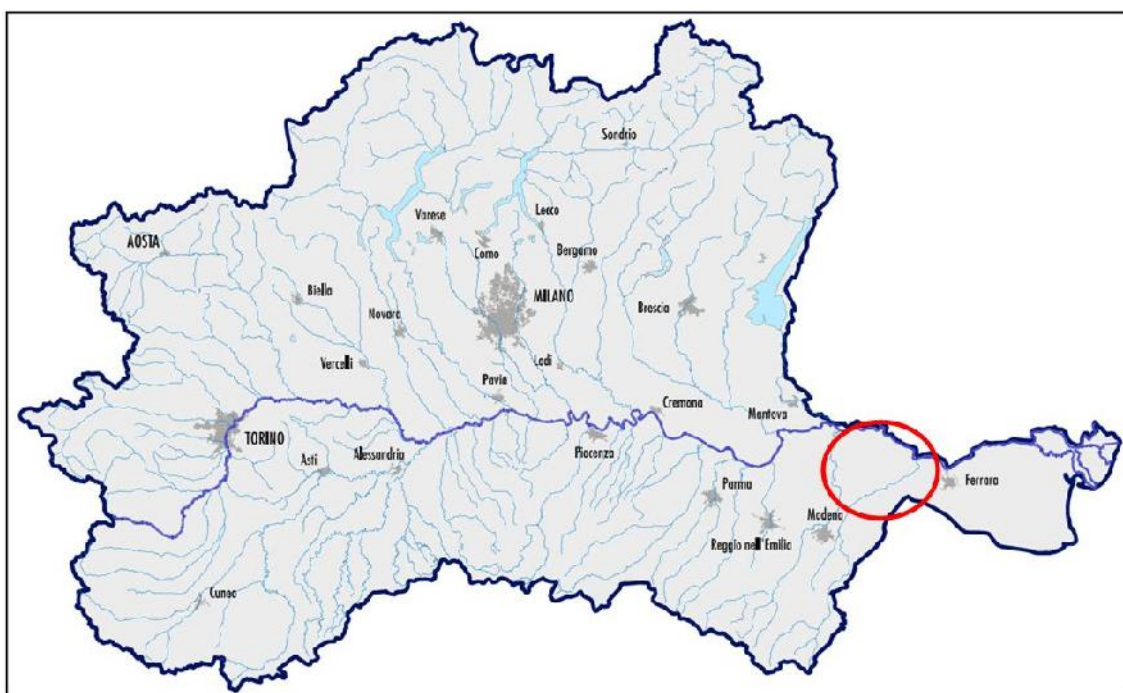 Sondrio
Varese
Lecco
AOSTA
Como
Bergamo
Biella
MILANO
Novara
Brescia
Vercelli
Lodi
Pavia
Cremona
Mantova
TORINO
Asti
Alessandria
Piacenza
Ferrara
Parma
Modena
Reggio nell'Emilia
Cuneo